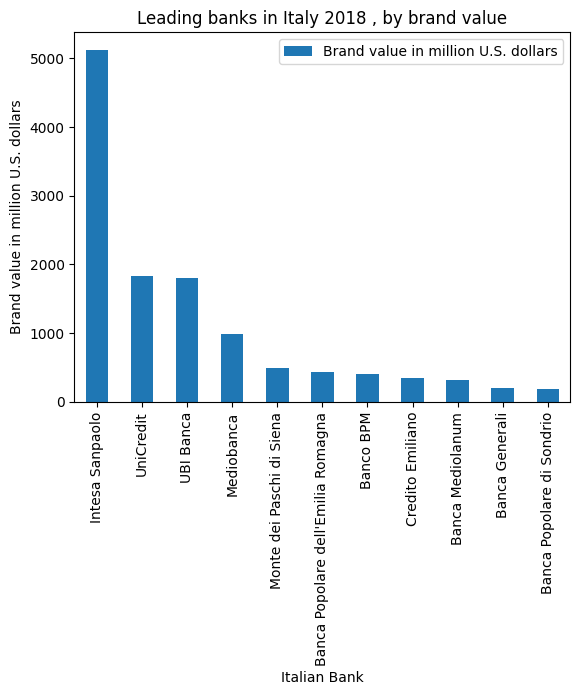 Leading banks in Italy 2018 , by brand value
Brand value in million U.S. dollars
Brand value in million U.S. dollars
5000
4000
3000
2000
1000
0
Intesa Sanpaolo
UniCredit
UBI Banca
Mediobanca
Monte dei Paschi di Siena
Banca Popolare dell'Emilia Romagna
Banco BPM
Credito Emiliano
Banca Mediolanum
Banca Generali
Banca Popolare di Sondrio
Italian Bank